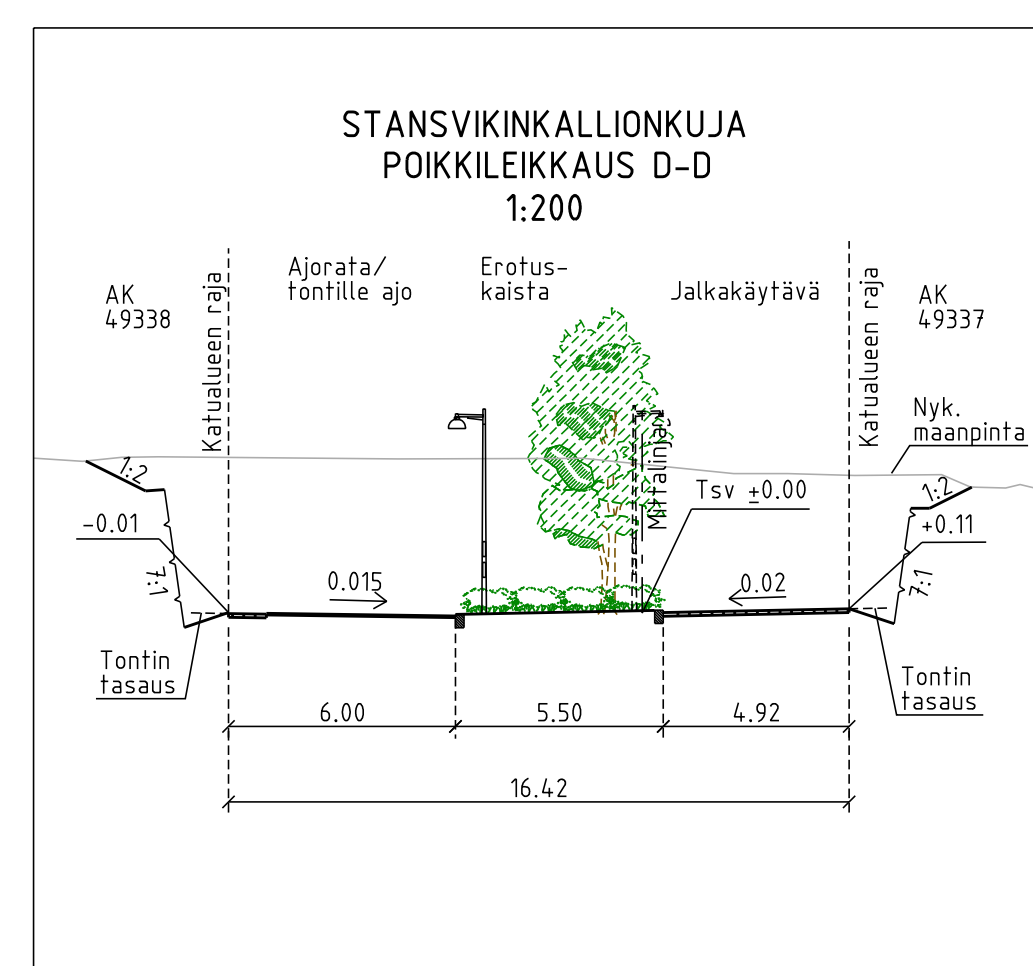 STANSVIKINKALLIONKUJA
POIKKILEIKKAUS D-D
1:200
AK
49338
Katualueen raja
Ajorata/
tontille ajo
Erotus-
kaista
Jalkakäytävä
Katualueen raja
AK
49337
Nyk.
maanpinta
Mittalinja
Tsv ±0.00
1:2
-0.01
7:1
0.015
0.02
1:2
+0.11
7:1
Tontin
tasaus
Tontin
tasaus
6.00
5.50
4.92
16.42